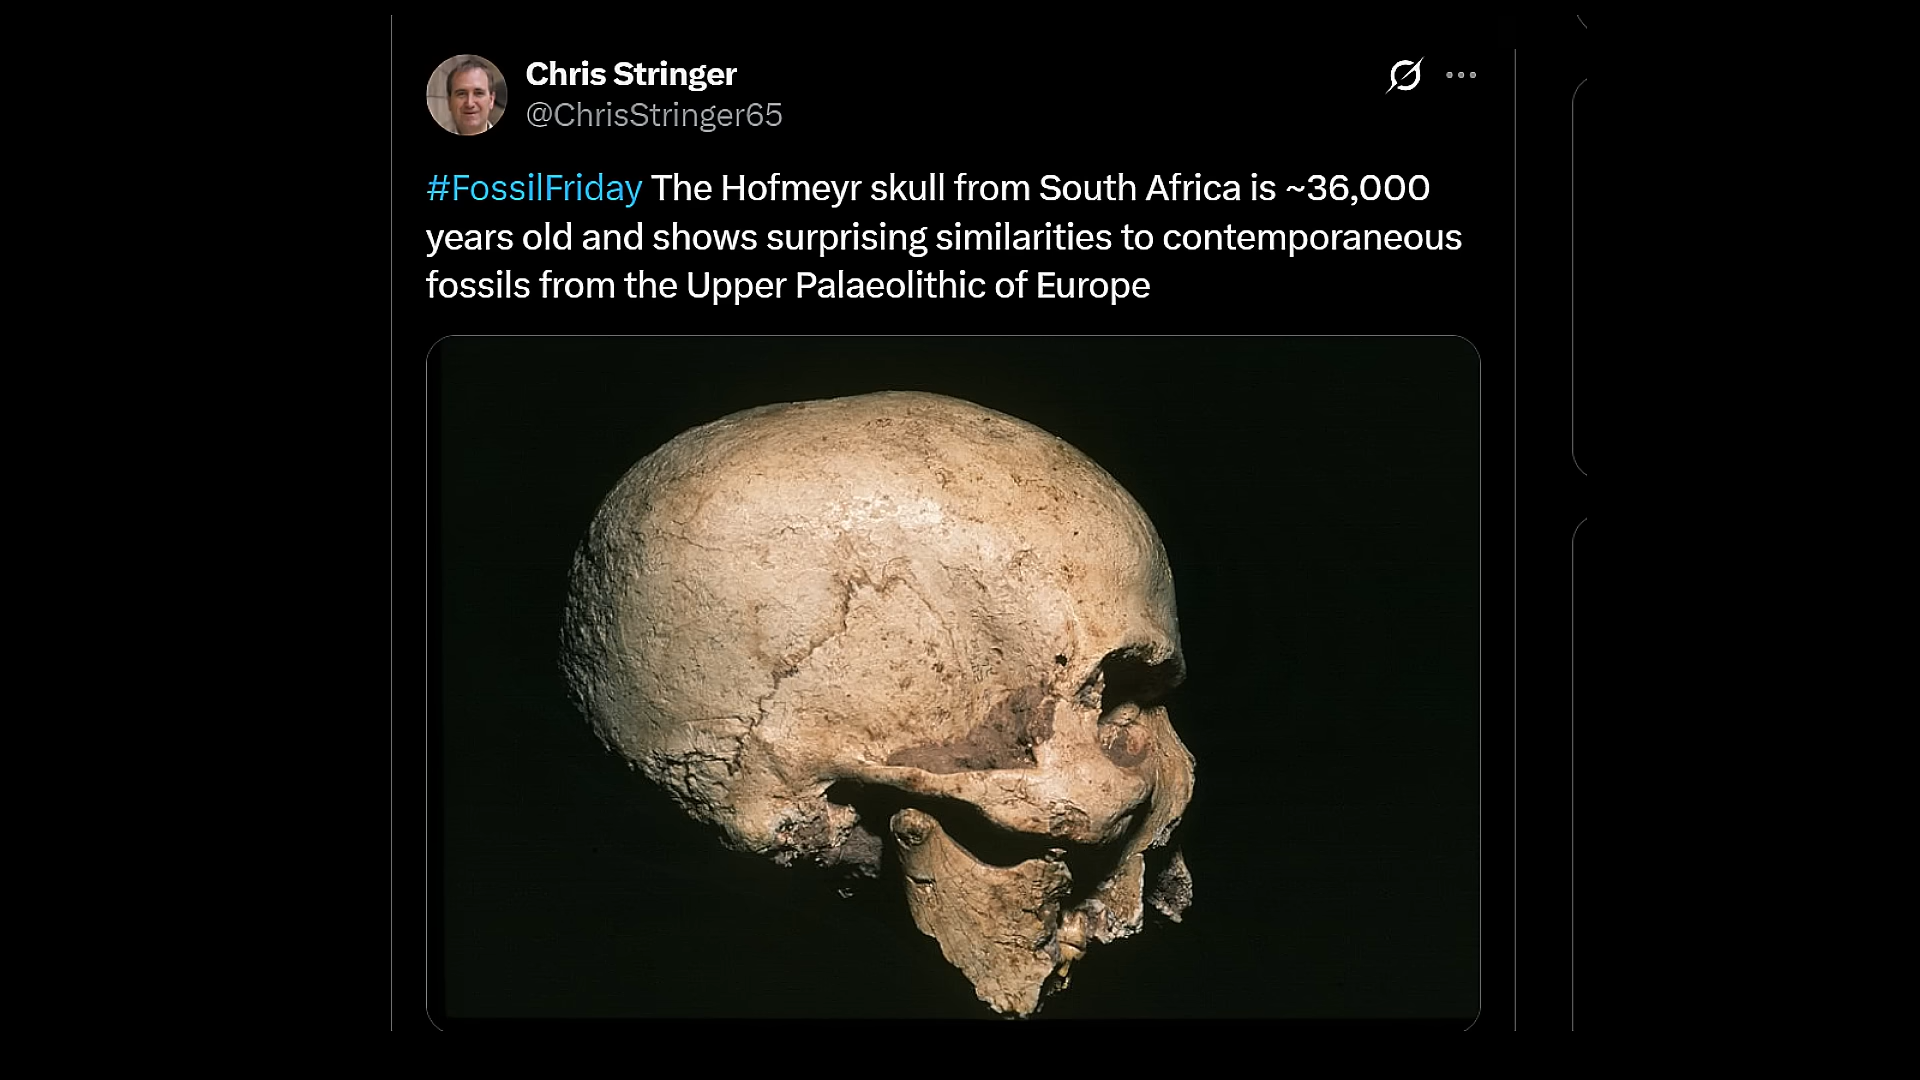 Chris Stringer
@ChrisStringer65
#FossilFriday The Hofmeyr skull from South Africa is ~36,000
years old and shows surprising similarities to contemporaneous
fossils from the Upper Palaeolithic of Europe